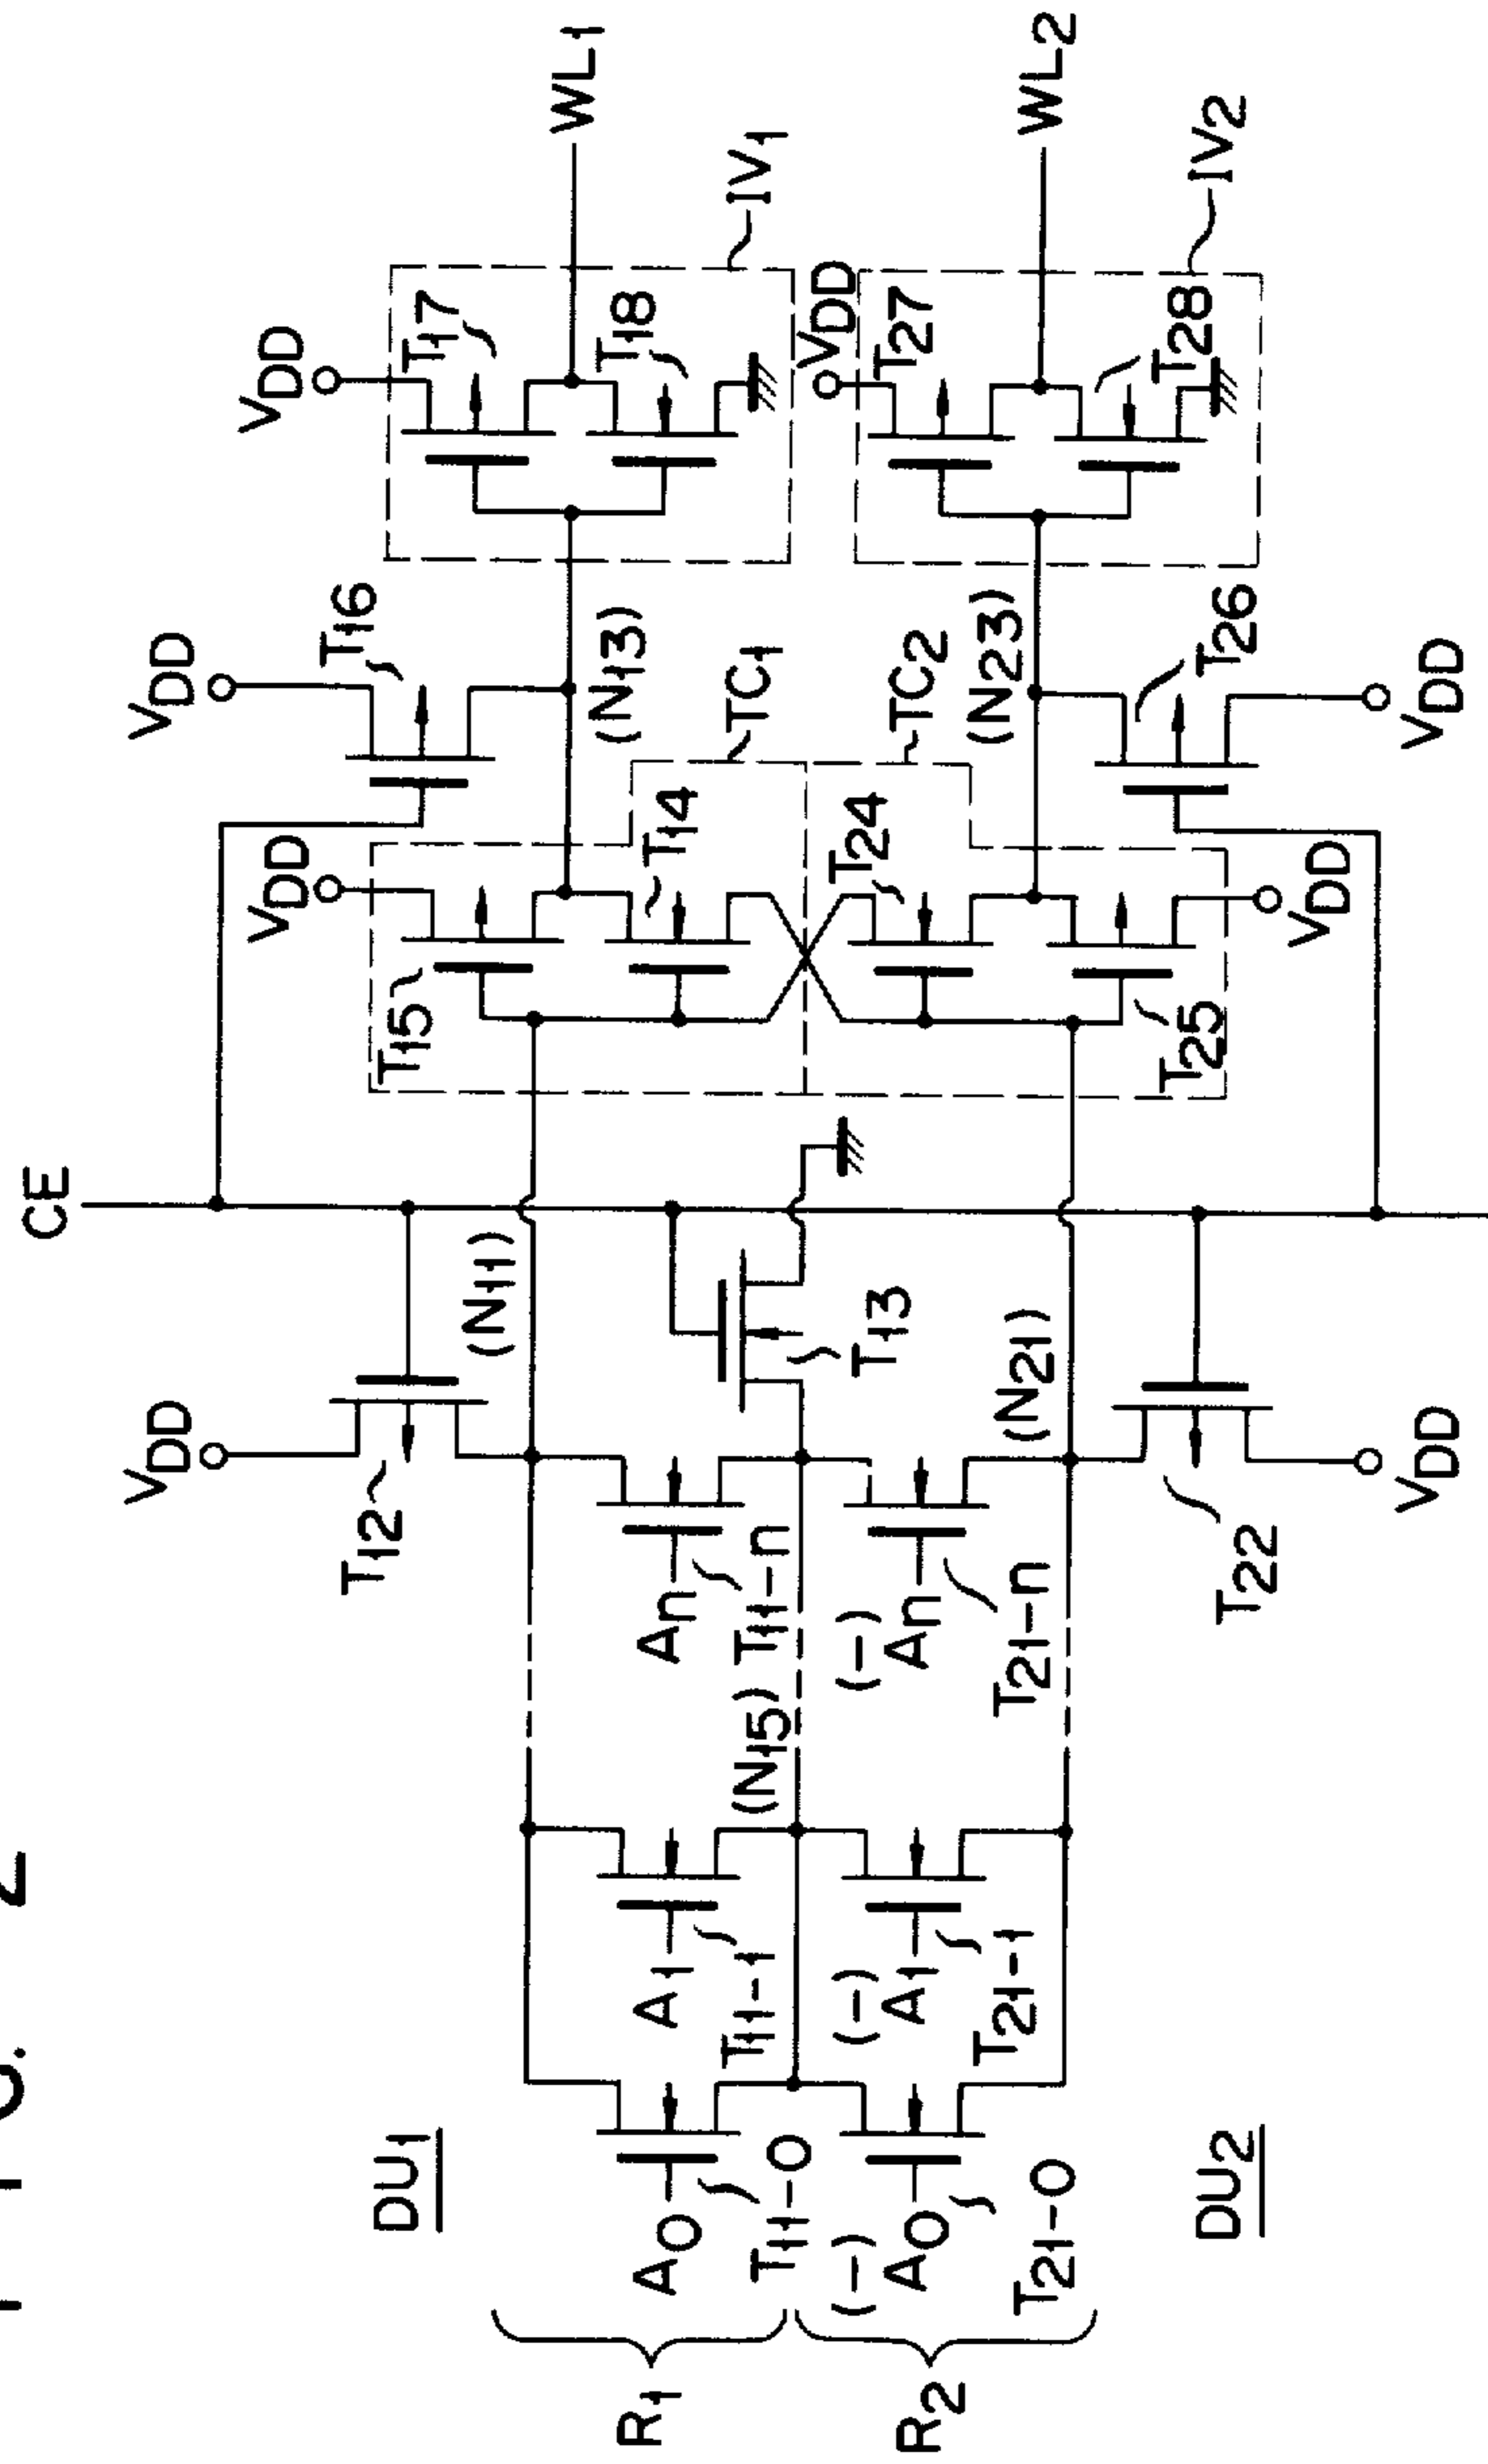 CE
VDD
VDD
VDD
VDD
T12
(N11)
T15
T16
T17
WL1
DU1
R1
A0
T11-0
A1
T11-1
(N15)
An
T11-n
T13
T14
TC1
(N13)
T18
IV1
R2
(-)
A0
T21-0
(-)
A1
T21-1
(-)
An
T21-n
(N21)
T24
TC2
(N23)
VDD
T27
WL2
DU2
T22
T25
T26
T28
IV2
VDD
VDD
VDD